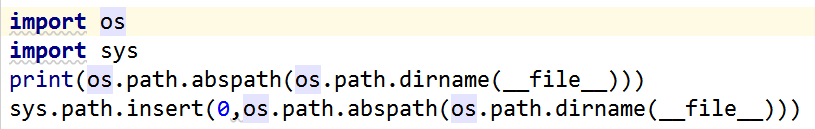 import os
import sys
print(os.path.abspath(os.path.dirname(__file__)))
sys.path.insert(0,os.path.abspath(os.path.dirname(__file__)))